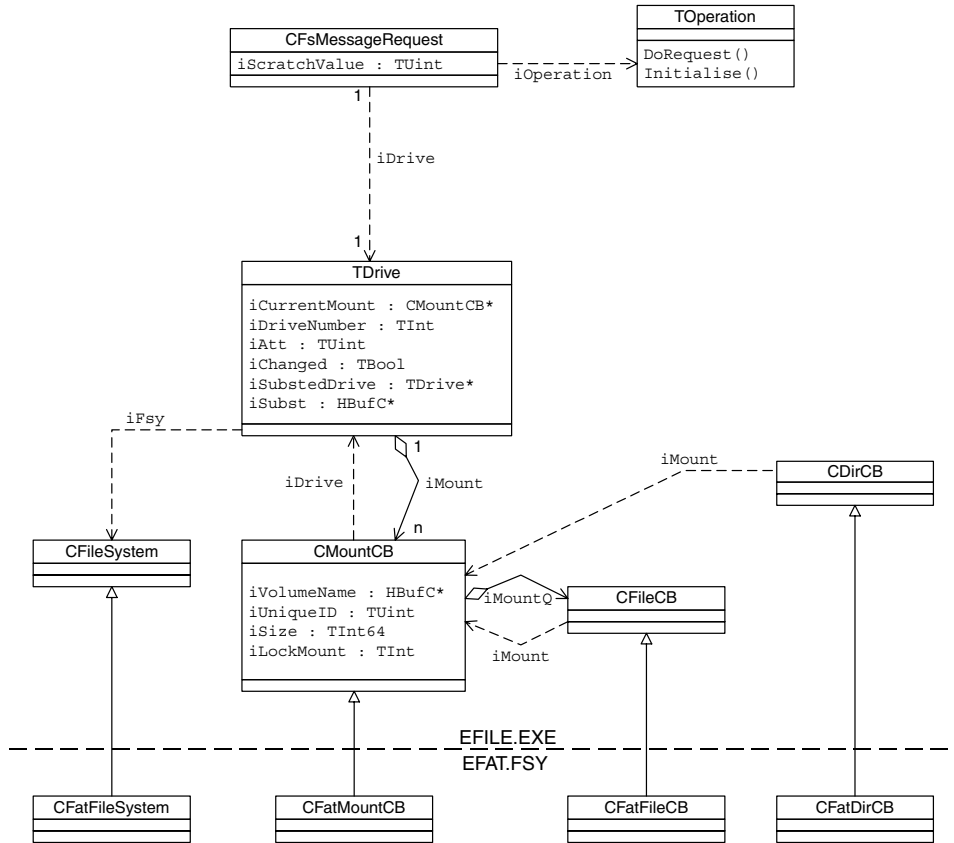 TOperation
DoRequest()
Initialise()
CFsMessageRequest
iScratchValue : TUint
iOperation
1
iDrive
1
TDrive
iCurrentMount : CMountCB*
iDriveNumber : TInt
iAtt : TUint
iChanged : TBool
iSubstedDrive : TDrive*
iSubst : HBufC*
iFsy
1
iDrive
iMount
n
iMount
CDirCB
CFileSystem
CMountCB
iVolumeName : HBufC*
iUniqueID : TUint
iSize : TInt64
iLockMount : TInt
iMountQ
CFileCB
iMount
EFILE.EXE
EFAT.FSY
CFatFileSystem
CFatMountCB
CFatFileCB
CFatDirCB